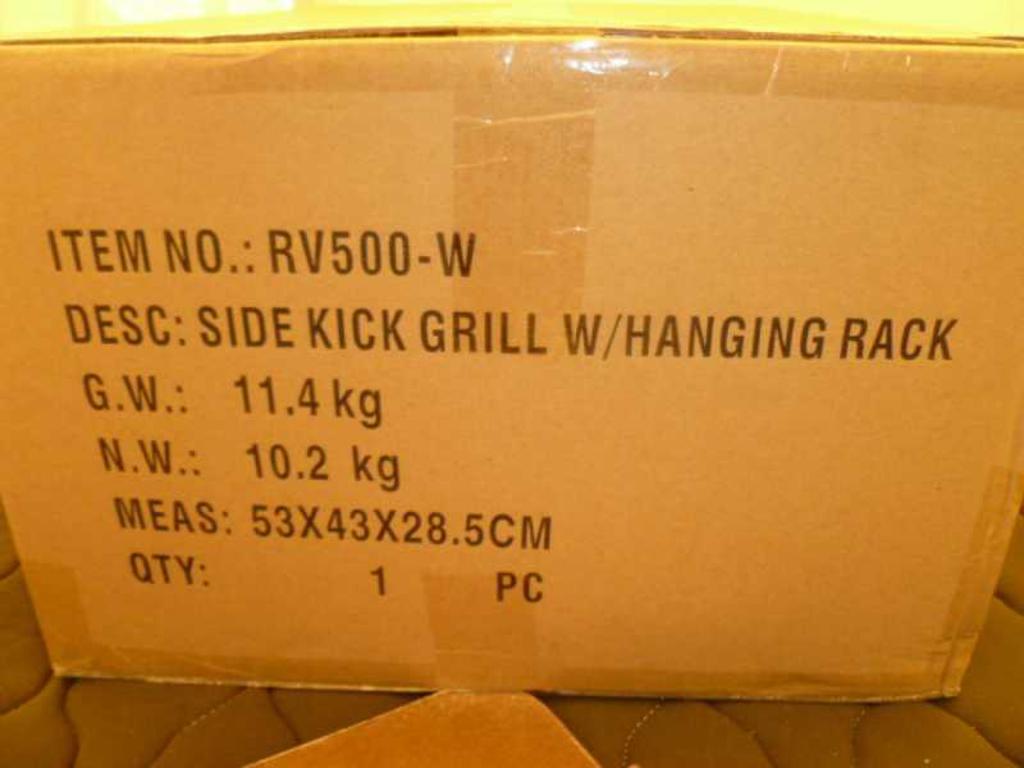 ITEM NO.: RV500-W
DESC: SIDE KICK GRILL W/HANGING RACK
G.W.: 11.4 kg
N.W.: 10.2 kg
MEAS: 53X43X28.5CM
QTY: 1 PC